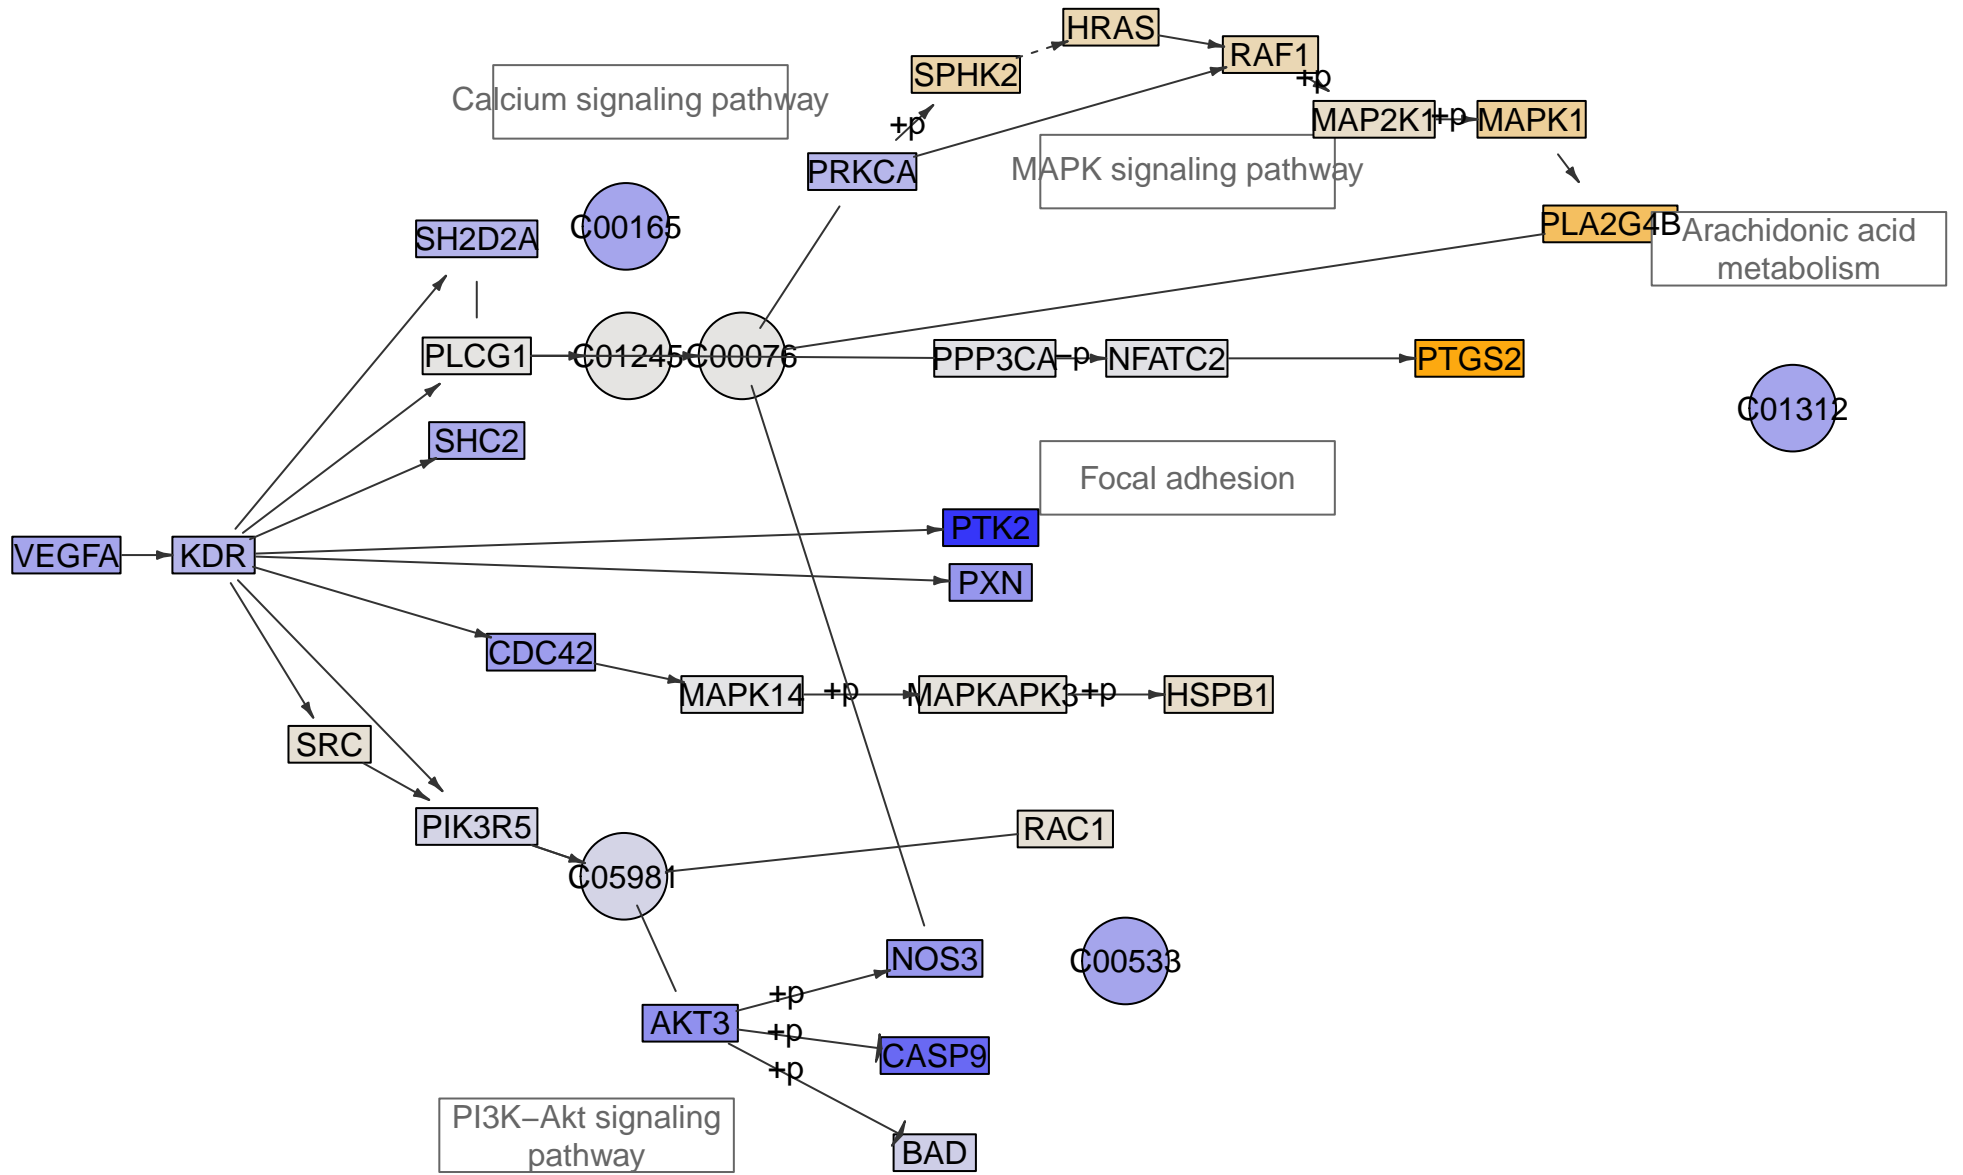 HRAS
RAF1
+p
SPHK2
Calcium signaling pathway
+p
MAP2K1
+p
MAPK1
PRKCA
MAPK signaling pathway
C00165
SH2D2A
PLA2G4B
Arachidonic acid
metabolism
PLCG1
C01245
C00076
PPP3CA
−p
NFATC2
PTGS2
C01312
SHC2
Focal adhesion
PTK2
VEGFA
KDR
PXN
CDC42
MAPK14
+p
MAPKAPK3
+p
HSPB1
SRC
PIK3R5
RAC1
C05981
NOS3
C00533
+p
AKT3
+p
CASP9
+p
PI3K−Akt signaling
pathway
BAD